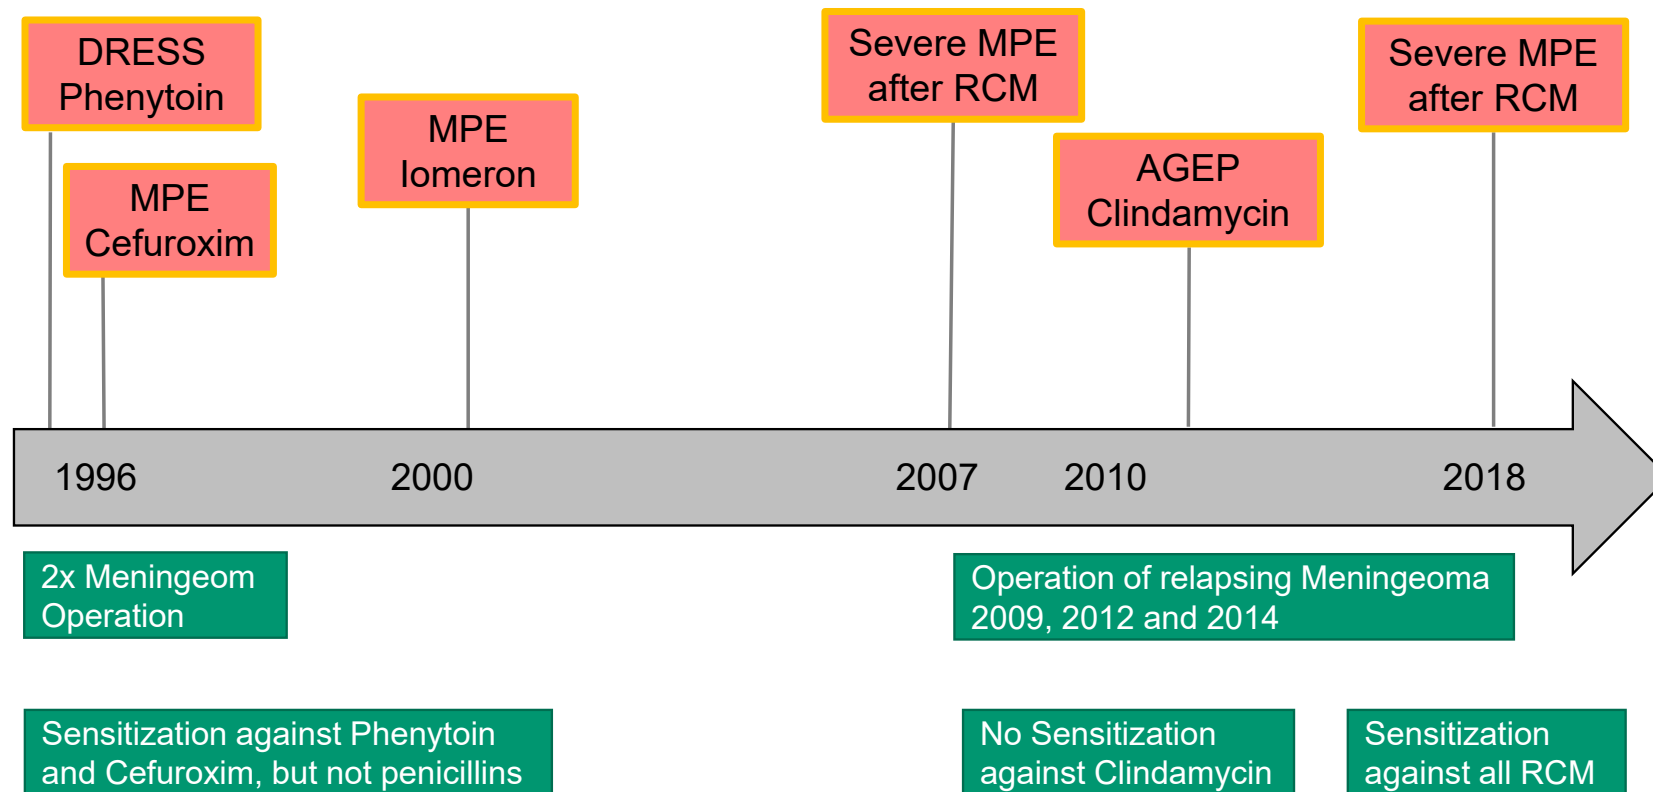 DRESS
Phenytoin
MPE
Cefuroxim
MPE
Iomeron
Severe MPE
after RCM
AGEP
Clindamycin
Severe MPE
after RCM
1996
2000
2007
2010
2018
2x Meningeom
Operation
Operation of relapsing Meningeoma
2009, 2012 and 2014
Sensitization against Phenytoin
and Cefuroxim, but not penicillins
No Sensitization
against Clindamycin
Sensitization
against all RCM